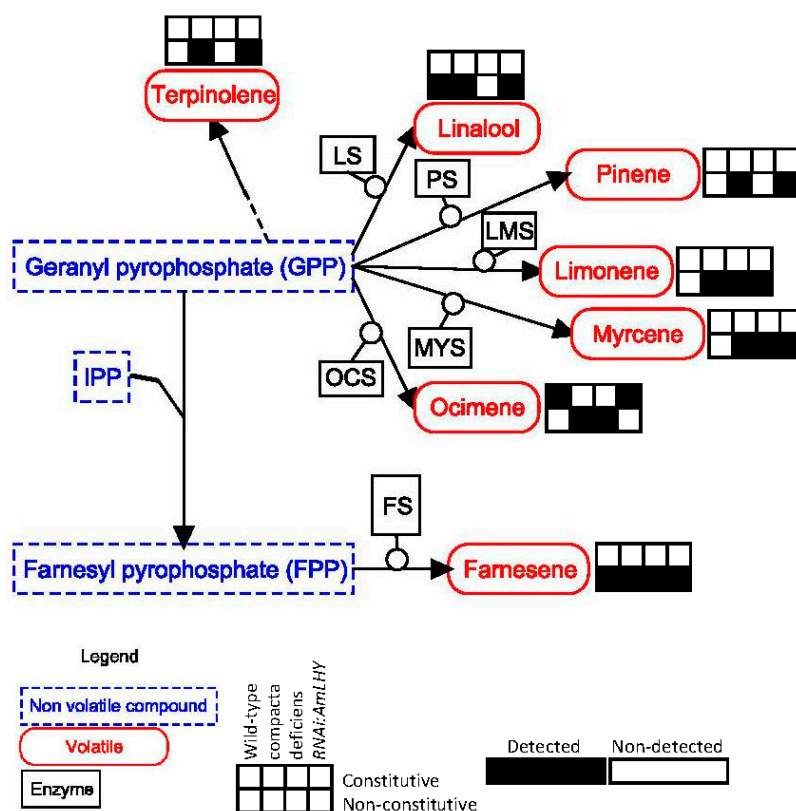 Terpinolene
Linalool
LS
PS
Pinene
LMS
Geranyl pyrophosphate (GPP)
Limonene
Myrcene
MYS
IPP
OCS
Ocimene
FS
Farnesyl pyrophosphate (FPP)
Farnesene
Legend
Non volatile compound
Volatile
Enzyme
Wild-type
compacta
deficiens
RNAi:AmLHY
Constitutive
Non-constitutive
Detected
Non-detected